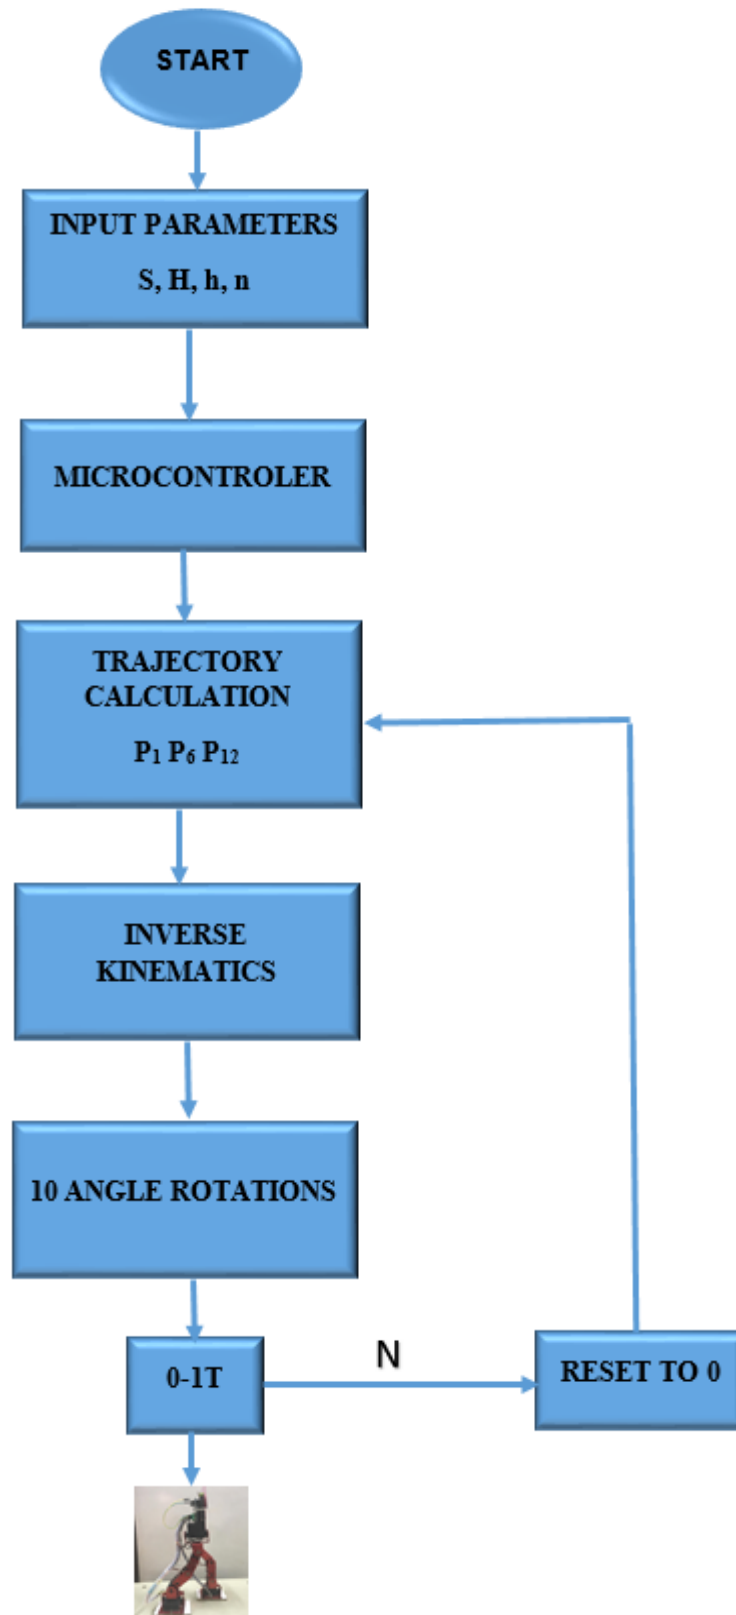 START
INPUT PARAMETERS
S, H, h, n
MICROCONTROLER
TRAJECTORY
CALCULATION
P₁ P₆ P₁₂
INVERSE
KINEMATICS
10 ANGLE ROTATIONS
0-1T
N
RESET TO 0